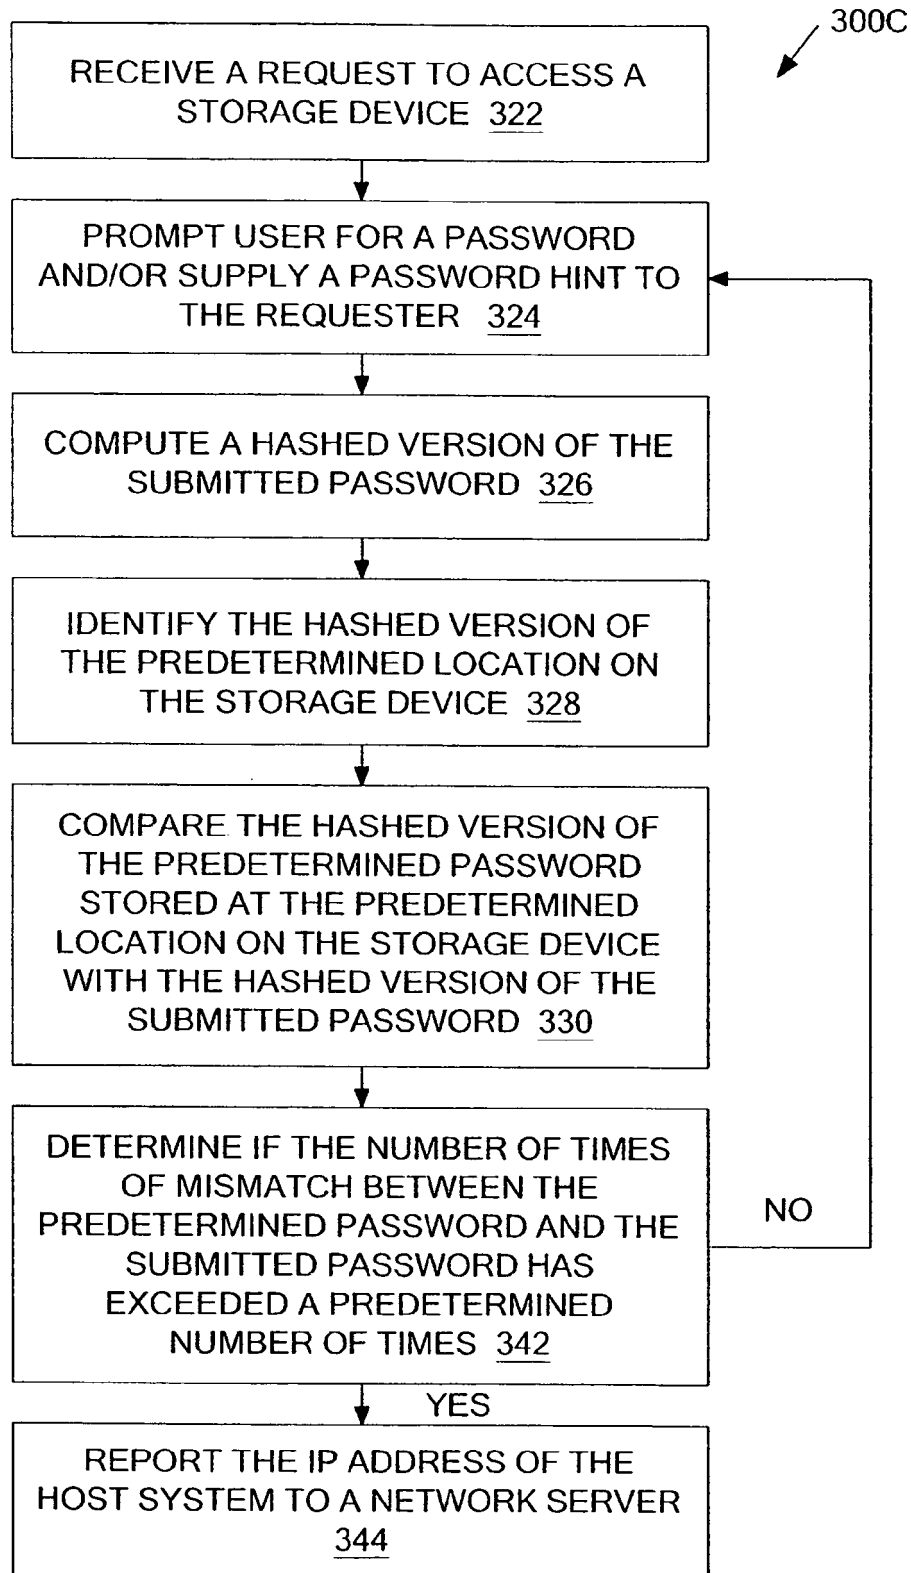 300C
RECEIVE A REQUEST TO ACCESS A
STORAGE DEVICE 322
PROMPT USER FOR A PASSWORD
AND/OR SUPPLY A PASSWORD HINT TO
THE REQUESTER 324
COMPUTE A HASHED VERSION OF THE
SUBMITTED PASSWORD 326
IDENTIFY THE HASHED VERSION OF
THE PREDETERMINED LOCATION ON
THE STORAGE DEVICE 328
COMPARE THE HASHED VERSION OF
THE PREDETERMINED PASSWORD
STORED AT THE PREDETERMINED
LOCATION ON THE STORAGE DEVICE
WITH THE HASHED VERSION OF THE
SUBMITTED PASSWORD 330
DETERMINE IF THE NUMBER OF TIMES
OF MISMATCH BETWEEN THE
PREDETERMINED PASSWORD AND THE
SUBMITTED PASSWORD HAS
EXCEEDED A PREDETERMINED
NUMBER OF TIMES 342
NO
YES
REPORT THE IP ADDRESS OF THE
HOST SYSTEM TO A NETWORK SERVER
344